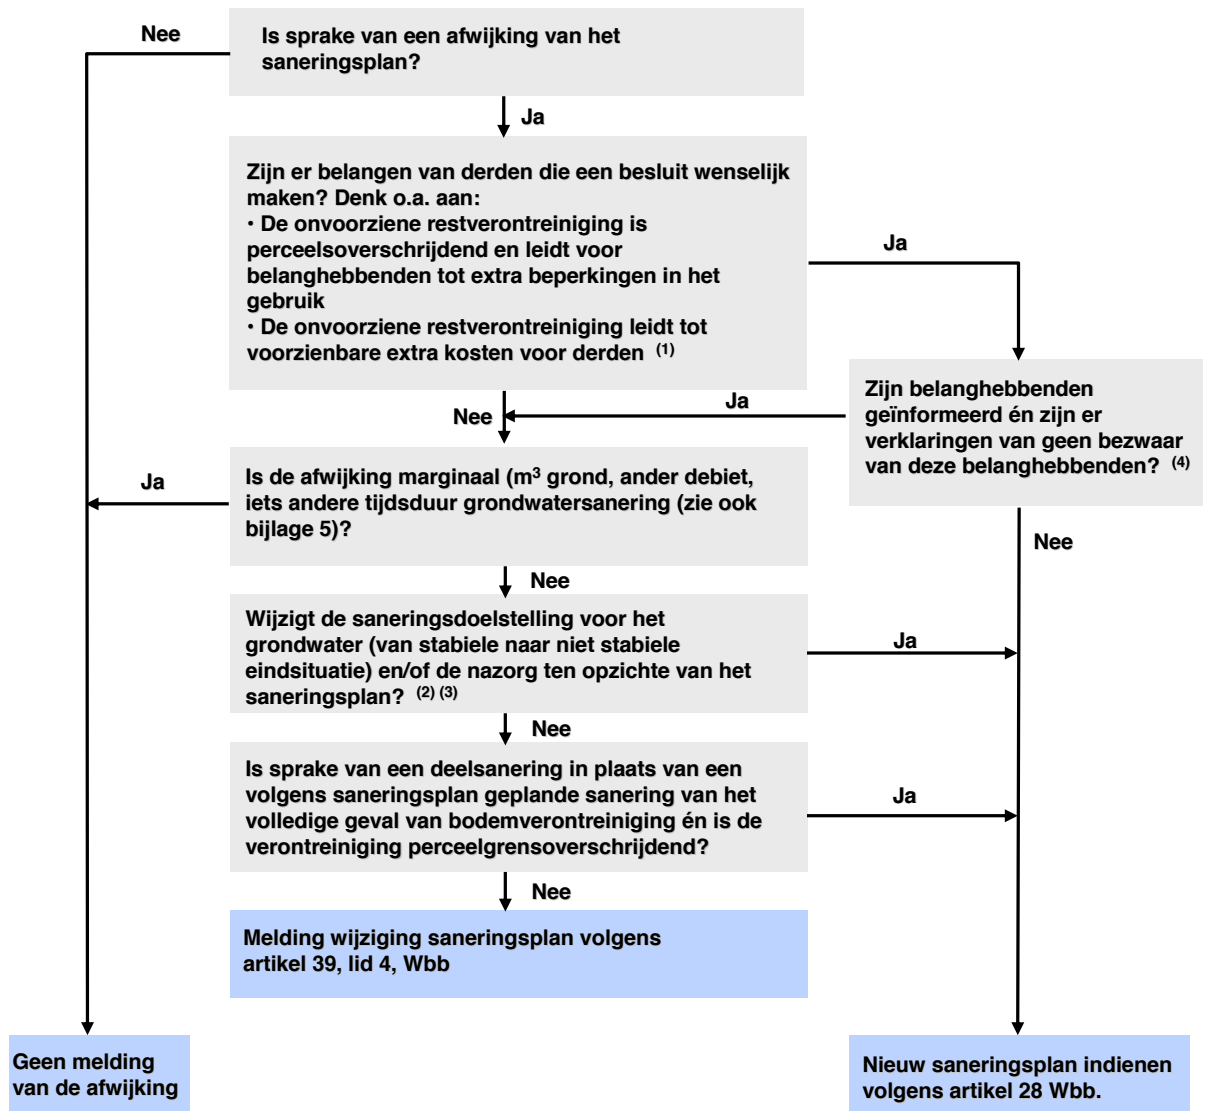 Nee
Is sprake van een afwijking van het
saneringsplan?
Ja
Zijn er belangen van derden die een besluit wenselijk
maken? Denk o.a. aan:
• De onvoorziene restverontreiniging is
perceelsoverschrijdend en leidt voor
belanghebbenden tot extra beperkingen in het
gebruik
• De onvoorziene restverontreiniging leidt tot
voorzienbare extra kosten voor derden (1)
Ja
Zijn belanghebbenden
geïnformeerd én zijn er
verklaringen van geen bezwaar
van deze belanghebbenden? (4)
Ja
Nee
Ja
Is de afwijking marginaal (m³ grond, ander debiet,
iets andere tijdsduur grondwatersanering (zie ook
bijlage 5)?
Nee
Nee
Wijzigt de saneringsdoelstelling voor het
grondwater (van stabiele naar niet stabiele
eindsituatie) en/of de nazorg ten opzichte van het
saneringsplan? (2) (3)
Ja
Nee
Is sprake van een deelsanering in plaats van een
volgens saneringsplan geplande sanering van het
volledige geval van bodemverontreiniging én is de
verontreiniging perceelgrensoverschrijdend?
Ja
Nee
Melding wijziging saneringsplan volgens
artikel 39, lid 4, Wbb
Geen melding
van de afwijking
Nieuw saneringsplan indienen
volgens artikel 28 Wbb.